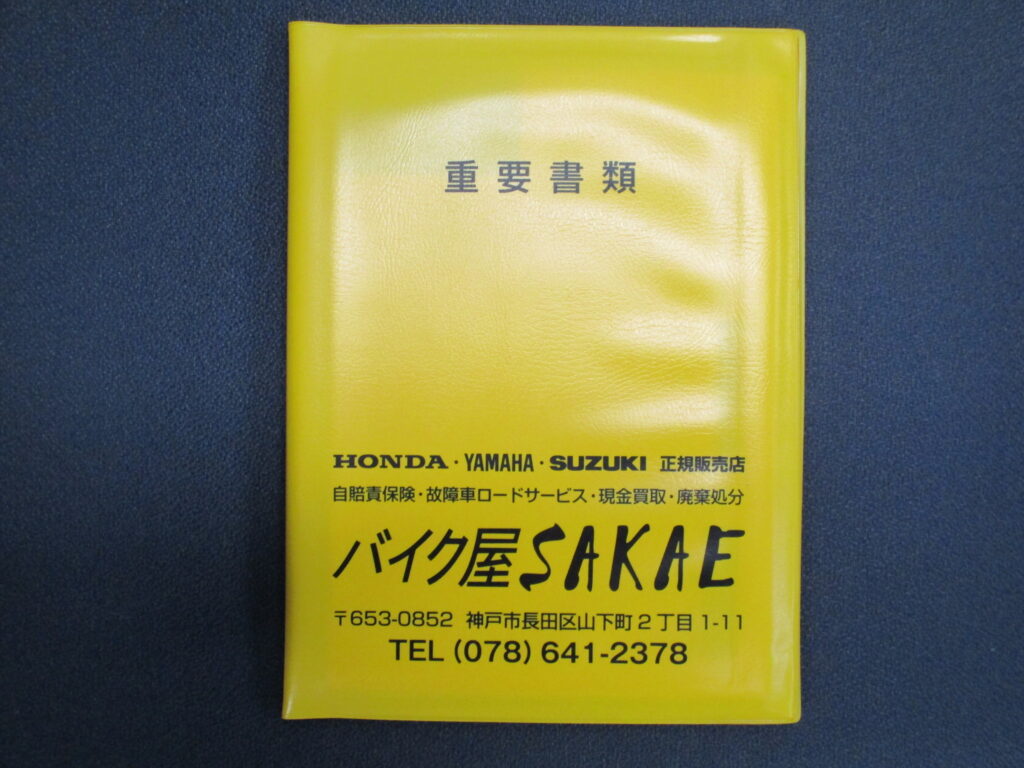 重要書類
HONDA・YAMAHA・SUZUKI 正規販売店
自賠責保険・故障車ロードサービス・現金買取・廃棄処分
バイク屋SAKAE
〒653-0852 神戸市長田区山下町2丁目1-11
TEL(078)641-2378